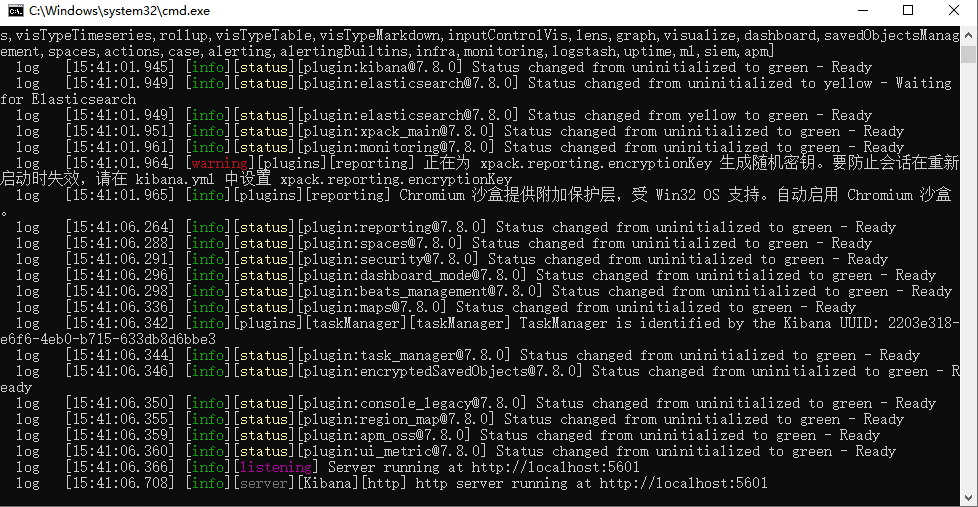 C:\Windows\system32\cmd.exe
s,visTypeTimeseries,rollup,visTypeTable,visTypeMarkdown,inputControlVis,lens,graph,visualize,dashboard,savedObjectsManag
ement,spaces,actions,case,alerting,alertingBuiltins,infra,monitoring,logstash,uptime,ml,siem,apm]
log [15:41:01.945] [info][status][plugin:kibana@7.8.0] Status changed from uninitialized to green - Ready
log [15:41:01.949] [info][status][plugin:elasticsearch@7.8.0] Status changed from uninitialized to yellow - Waiting
for Elasticsearch
log [15:41:01.949] [info][status][plugin:elasticsearch@7.8.0] Status changed from yellow to green - Ready
log [15:41:01.951] [info][status][plugin:xpack_main@7.8.0] Status changed from uninitialized to green - Ready
log [15:41:01.961] [info][status][plugin:monitoring@7.8.0] Status changed from uninitialized to green - Ready
log [15:41:01.964] [warning][plugins][reporting] 正在为 xpack.reporting.encryptionKey 生成随机密钥。要防止会话在重新
启动时失效，请在 kibana.yml 中设置 xpack.reporting.encryptionKey
log [15:41:01.965] [info][plugins][reporting] Chromium 沙盒提供附加保护层，受 Win32 OS 支持。自动启用 Chromium 沙盒
。
log [15:41:06.264] [info][status][plugin:reporting@7.8.0] Status changed from uninitialized to green - Ready
log [15:41:06.288] [info][status][plugin:spaces@7.8.0] Status changed from uninitialized to green - Ready
log [15:41:06.291] [info][status][plugin:security@7.8.0] Status changed from uninitialized to green - Ready
log [15:41:06.296] [info][status][plugin:dashboard_mode@7.8.0] Status changed from uninitialized to green - Ready
log [15:41:06.298] [info][status][plugin:beats_management@7.8.0] Status changed from uninitialized to green - Ready
log [15:41:06.336] [info][status][plugin:maps@7.8.0] Status changed from uninitialized to green - Ready
log [15:41:06.342] [info][plugins][taskManager][taskManager] TaskManager is identified by the Kibana UUID: 2203e318-
e6f6-4eb0-b715-633db8d6bbe3
log [15:41:06.344] [info][status][plugin:task_manager@7.8.0] Status changed from uninitialized to green - Ready
log [15:41:06.346] [info][status][plugin:encryptedSavedObjects@7.8.0] Status changed from uninitialized to green - R
eady
log [15:41:06.350] [info][status][plugin:console_legacy@7.8.0] Status changed from uninitialized to green - Ready
log [15:41:06.355] [info][status][plugin:region_map@7.8.0] Status changed from uninitialized to green - Ready
log [15:41:06.359] [info][status][plugin:apm_oss@7.8.0] Status changed from uninitialized to green - Ready
log [15:41:06.360] [info][status][plugin:ui_metric@7.8.0] Status changed from uninitialized to green - Ready
log [15:41:06.366] [info][listening] Server running at http://localhost:5601
log [15:41:06.708] [info][server][Kibana][http] http server running at http://localhost:5601